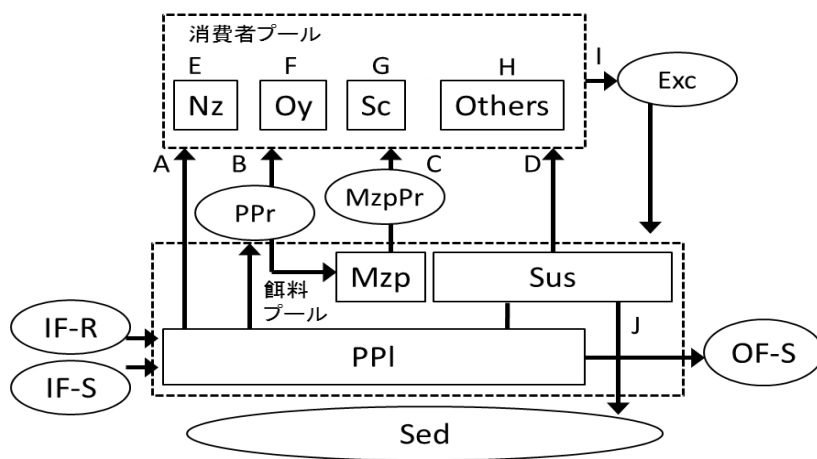 消費者プール
E
F
G
H
I
Nz
Oy
Sc
Others
Exc
A
B
C
D
PPr
MzpPr
Mzp
Sus
餌料
プール
IF-R
J
PPl
OF-S
IF-S
Sed